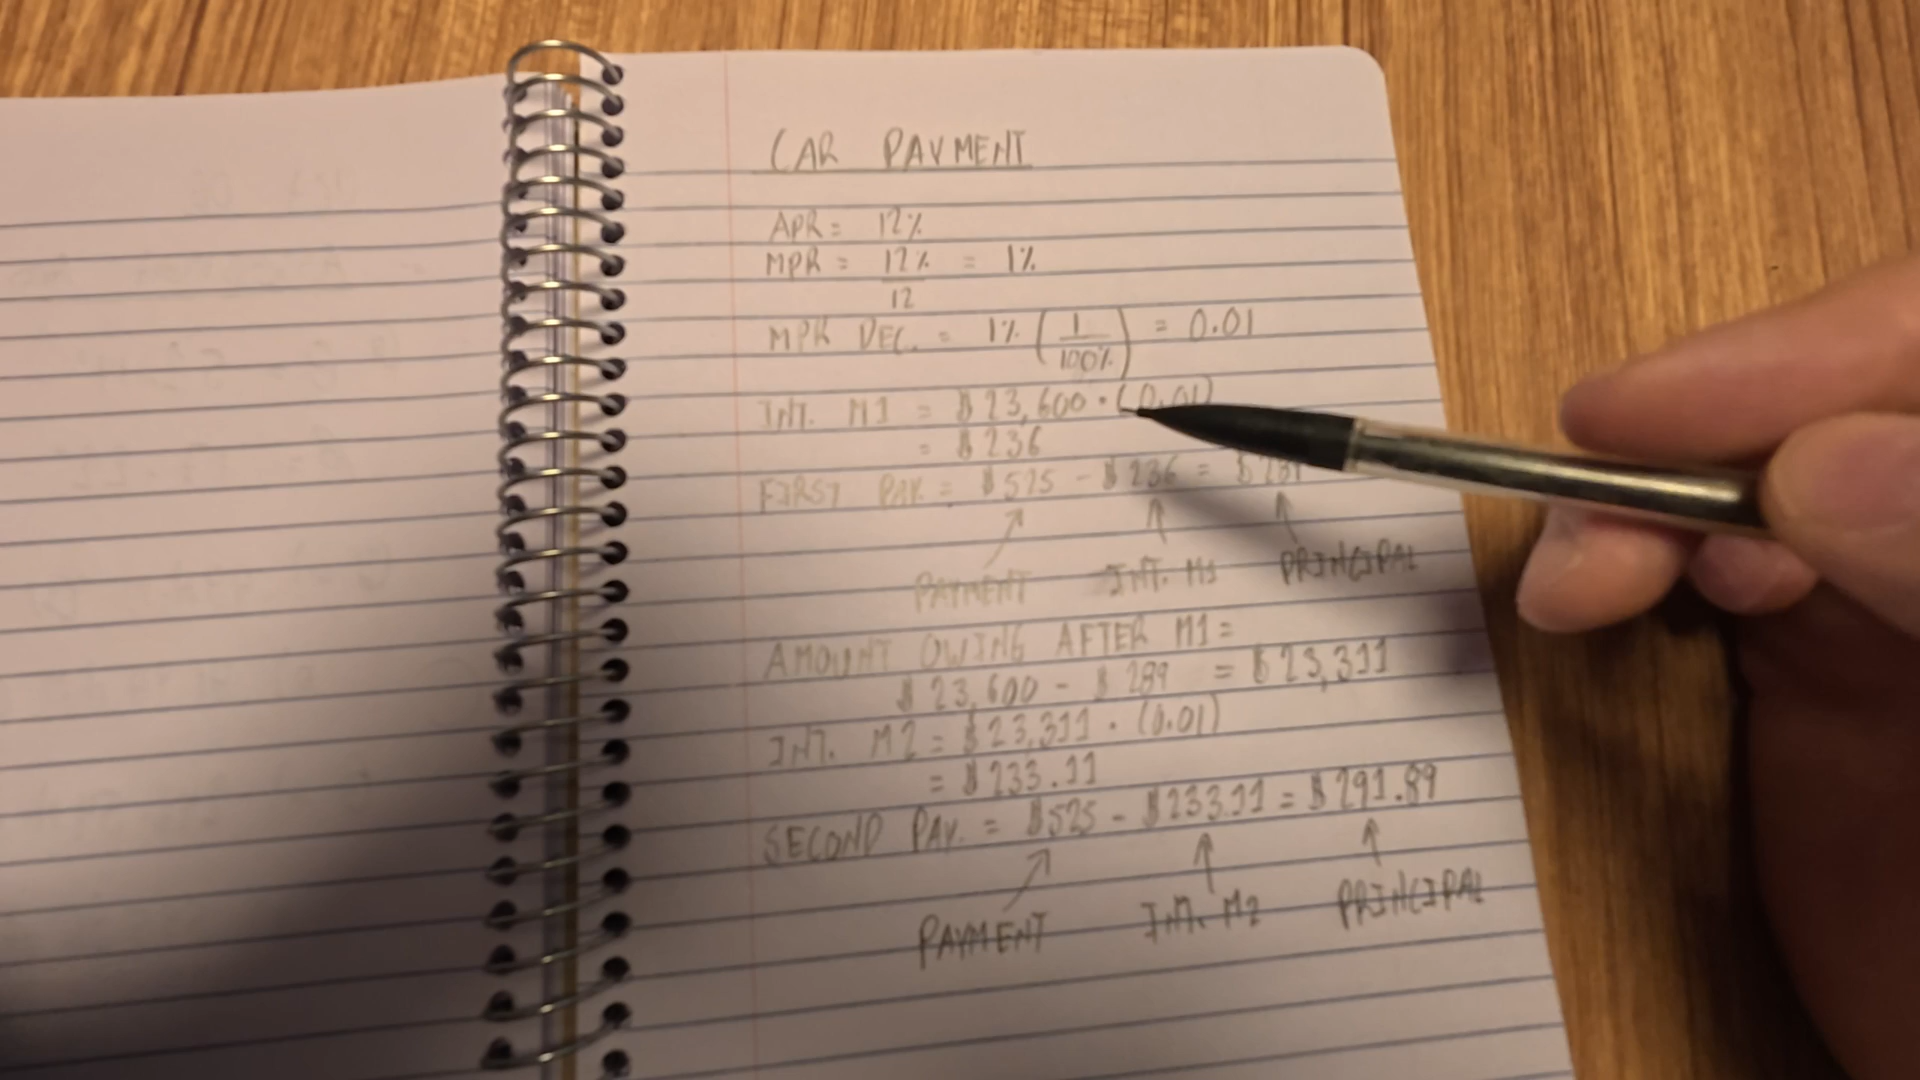 CAR PAYMENT
APR = 12%
MPR = 12% = 1%
12
MPR DEC. = 1% (1/100%) = 0.01
INT. M1 = $23,600 · (0.01)
= $236
FIRST PAY. = $525 - $236 = $289
PAYMENT INT. M1 PRINCIPAL
AMOUNT OWING AFTER M1 =
$23,600 - $289 = $23,311
INT. M2 = $23,311 · (0.01)
= $233.11
SECOND PAY. = $525 - $233.11 = $291.89
PAYMENT INT. M2 PRINCIPAL